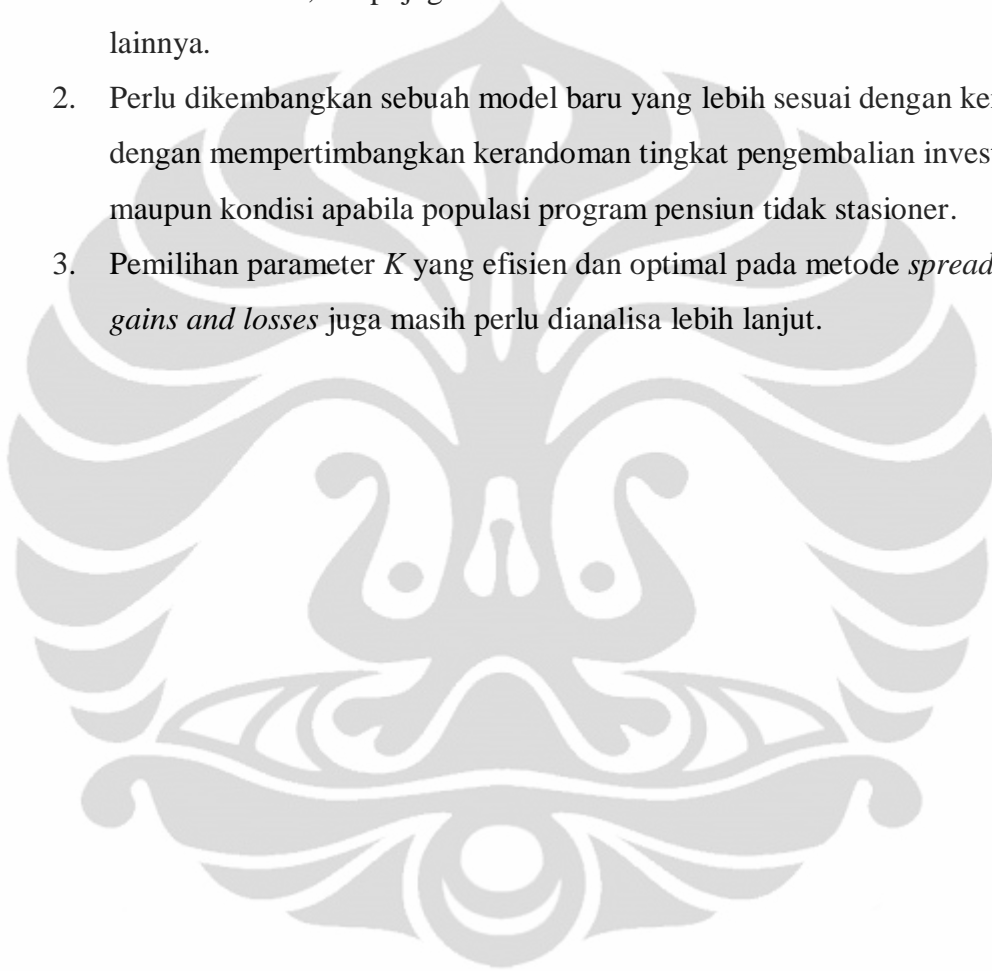 lainnya.
2. Perlu dikembangkan sebuah model baru yang lebih sesuai dengan
dengan mempertimbangkan kerandoman tingkat pengembalian
maupun kondisi apabila populasi program pensiun tidak stasioner.
3. Pemilihan parameter K yang efisien dan optimal pada metode spread
gains and losses juga masih perlu dianalisa lebih lanjut.